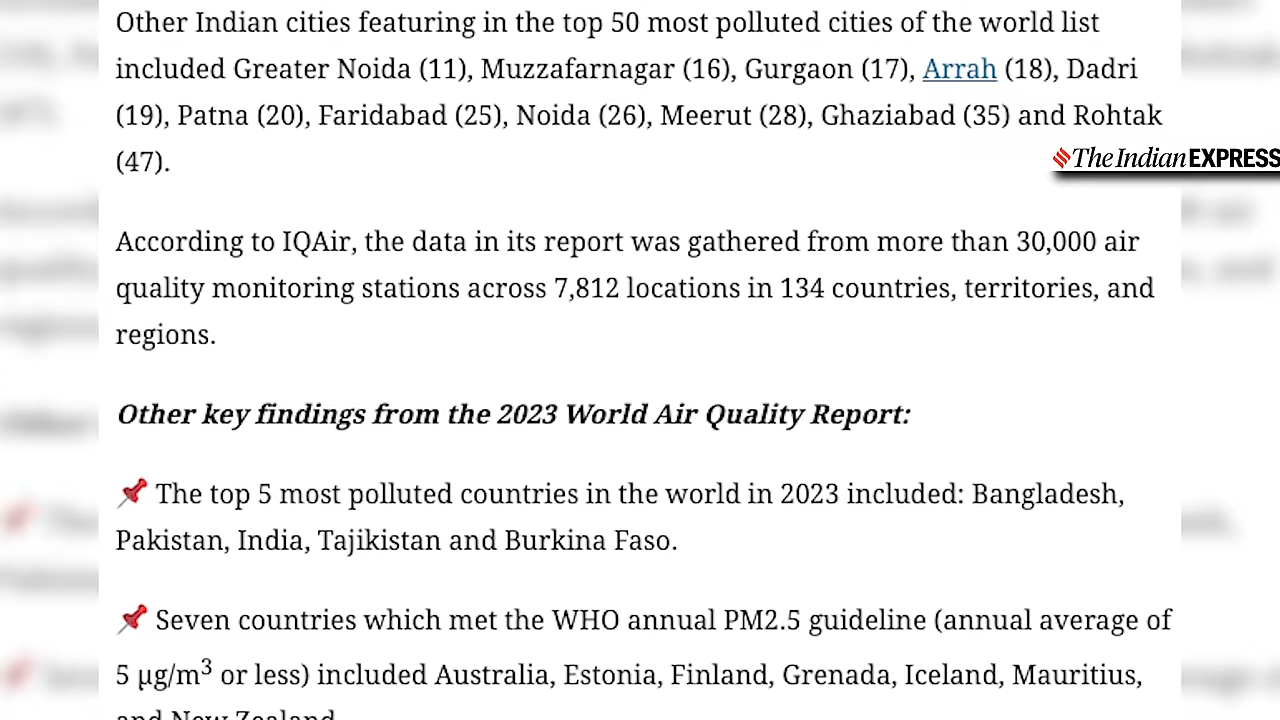 Other Indian cities featuring in the top 50 most polluted cities of the world list
included Greater Noida (11), Muzzafarnagar (16), Gurgaon (17), Arrah (18), Dadri
(19), Patna (20), Faridabad (25), Noida (26), Meerut (28), Ghaziabad (35) and Rohtak
(47).
The Indian EXPRESS
According to IQAir, the data in its report was gathered from more than 30,000 air
quality monitoring stations across 7,812 locations in 134 countries, territories, and
regions.
Other key findings from the 2023 World Air Quality Report:
📌 The top 5 most polluted countries in the world in 2023 included: Bangladesh,
Pakistan, India, Tajikistan and Burkina Faso.
📌 Seven countries which met the WHO annual PM2.5 guideline (annual average of
5 μg/m³ or less) included Australia, Estonia, Finland, Grenada, Iceland, Mauritius,
and New Zealand